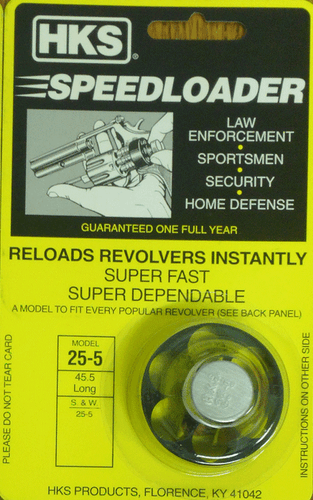 HKS®
SPEEDLOADER
LAW
ENFORCEMENT
•
SPORTSMEN
•
SECURITY
•
HOME DEFENSE
GUARANTEED ONE FULL YEAR
RELOADS REVOLVERS INSTANTLY
SUPER FAST
SUPER DEPENDABLE
A MODEL TO FIT EVERY POPULAR REVOLVER (SEE BACK PANEL)
PLEASE DO NOT TEAR CARD
MODEL
25-5
45.5
Long
S & W
25-5
INSTRUCTIONS ON OTHER SIDE
HKS PRODUCTS, FLORENCE, KY 41042